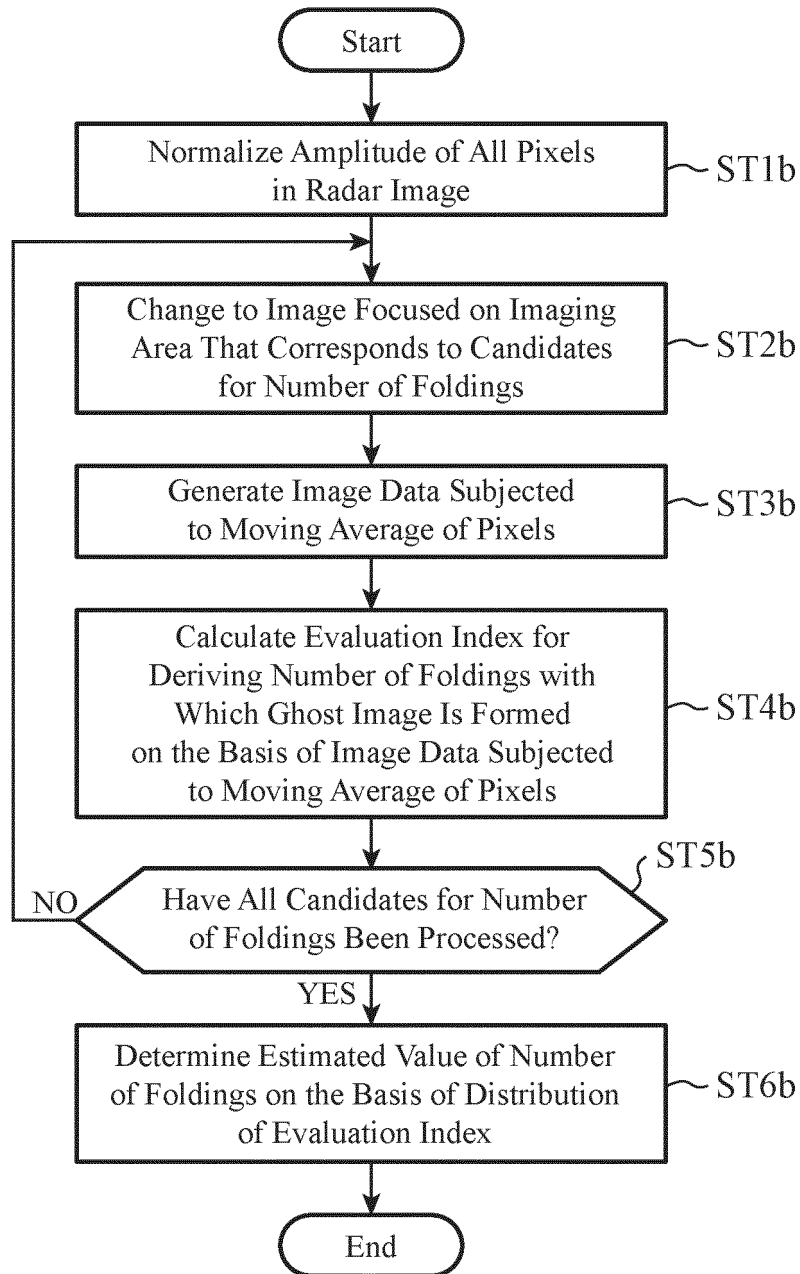 Start
Normalize Amplitude of All Pixels
in Radar Image
ST1b
Change to Image Focused on Imaging
Area That Corresponds to Candidates
for Number of Foldings
ST2b
Generate Image Data Subjected
to Moving Average of Pixels
ST3b
Calculate Evaluation Index for
Deriving Number of Foldings with
Which Ghost Image Is Formed
on the Basis of Image Data Subjected
to Moving Average of Pixels
ST4b
ST5b
NO
Have All Candidates for Number
of Foldings Been Processed?
YES
Determine Estimated Value of Number
of Foldings on the Basis of Distribution
of Evaluation Index
ST6b
End